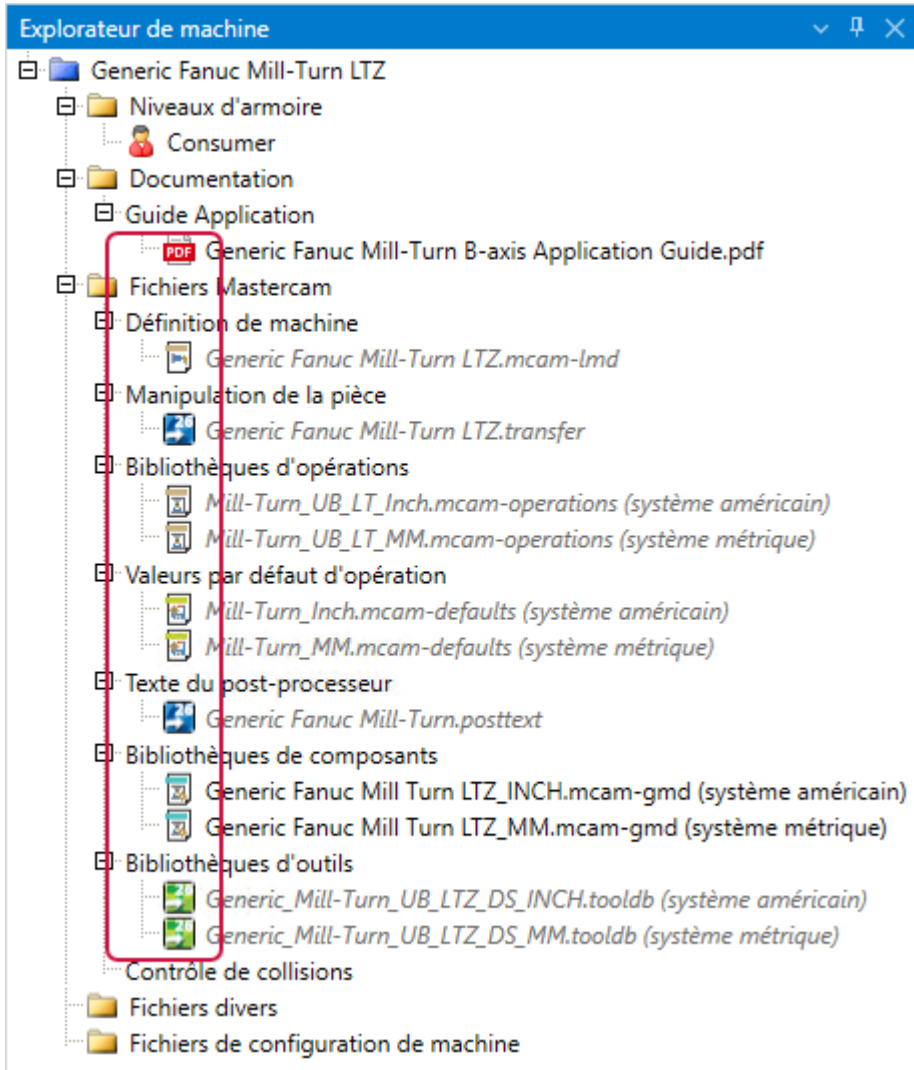 Explorateur de machine
Generic Fanuc Mill-Turn LTZ
Niveaux d'armoire
Consumer
Documentation
Guide Application
PDF Generic Fanuc Mill-Turn B-axis Application Guide.pdf
Fichiers Mastercam
Définition de machine
Generic Fanuc Mill-Turn LTZ.mcam-lmd
Manipulation de la pièce
Generic Fanuc Mill-Turn LTZ.transfer
Bibliothèques d'opérations
Mill-Turn_UB_LT_Inch.mcam-operations (système américain)
Mill-Turn_UB_LT_MM.mcam-operations (système métrique)
Valeurs par défaut d'opération
Mill-Turn_Inch.mcam-defaults (système américain)
Mill-Turn_MM.mcam-defaults (système métrique)
Texte du post-processeur
Generic Fanuc Mill-Turn.posttext
Bibliothèques de composants
Generic Fanuc Mill Turn LTZ_INCH.mcam-gmd (système américain)
Generic Fanuc Mill Turn LTZ_MM.mcam-gmd (système métrique)
Bibliothèques d'outils
Generic_Mill-Turn_UB_LTZ_DS_INCH.tooldb (système américain)
Generic_Mill-Turn_UB_LTZ_DS_MM.tooldb (système métrique)
Contrôle de collisions
Fichiers divers
Fichiers de configuration de machine